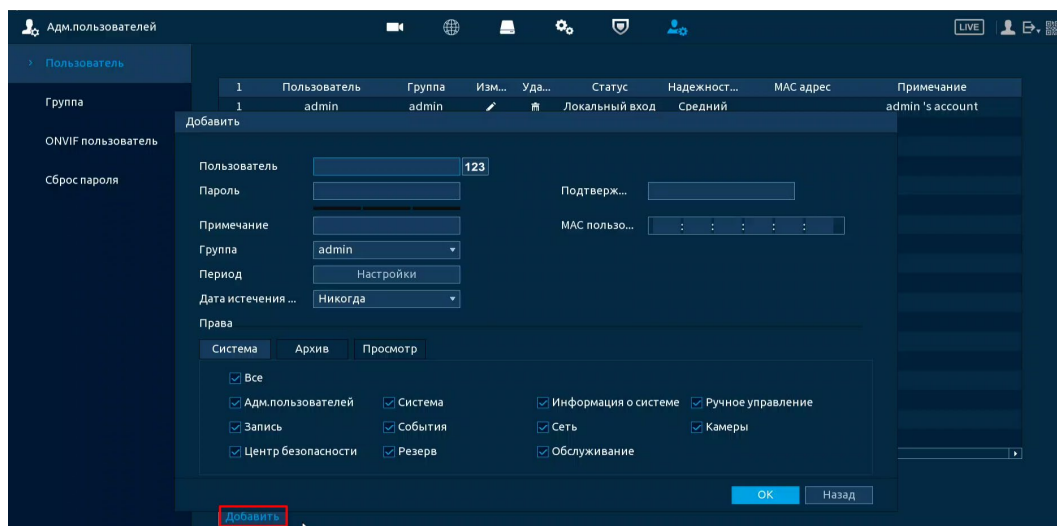 Адм.пользователей
LIVE
Пользователь
Группа
ONVIF пользователь
Сброс пароля
1 Пользователь Группа Изм... Уда... Статус Надежност... MAC адрес Примечание
1 admin admin Локальный вход Средний admin 's account
Добавить
Пользователь 123
Пароль Подтверж...
Примечание MAC пользо... : : : : :
Группа admin
Период Настройки
Дата истечения ... Никогда
Права
Система Архив Просмотр
Все
Адм.пользователей Система Информация о системе Ручное управление
Запись События Сеть Камеры
Центр безопасности Резерв Обслуживание
OK Назад
Добавить